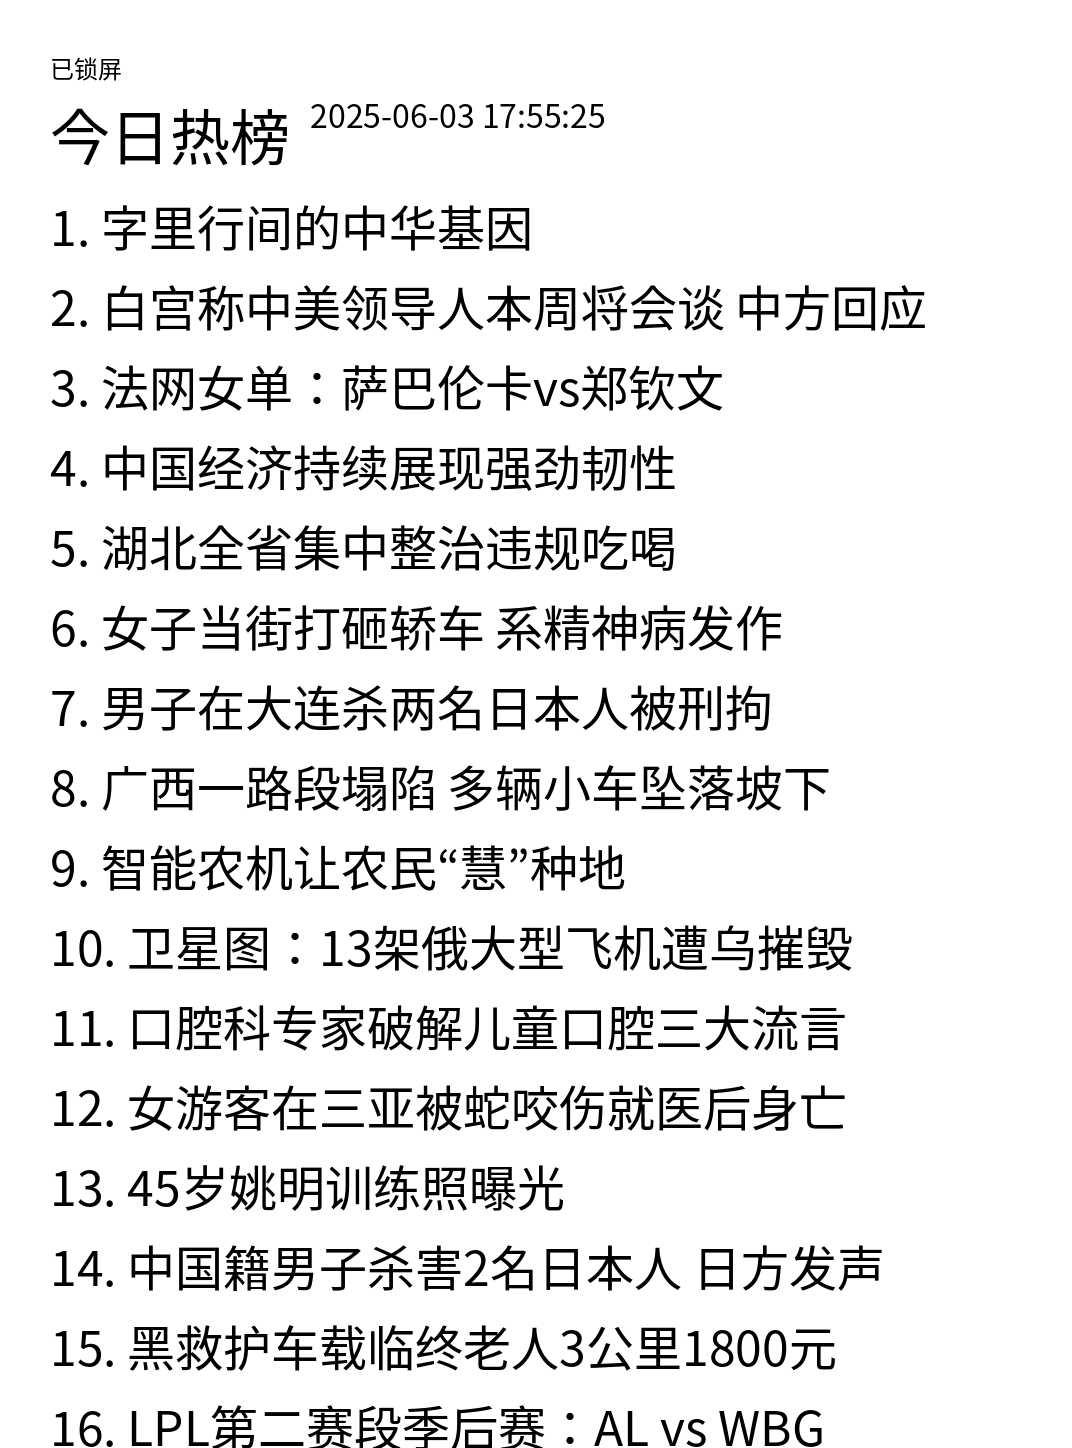 已锁屏
今日热榜 2025-06-03 17:55:25
1. 字里行间的中华基因
2. 白宫称中美领导人本周将会谈 中方回应
3. 法网女单：萨巴伦卡vs郑钦文
4. 中国经济持续展现强劲韧性
5. 湖北全省集中整治违规吃喝
6. 女子当街打砸轿车 系精神病发作
7. 男子在大连杀两名日本人被刑拘
8. 广西一路段塌陷 多辆小车坠落坡下
9. 智能农机让农民“慧”种地
10. 卫星图：13架俄大型飞机遭乌摧毁
11. 口腔科专家破解儿童口腔三大流言
12. 女游客在三亚被蛇咬伤就医后身亡
13. 45岁姚明训练照曝光
14. 中国籍男子杀害2名日本人 日方发声
15. 黑救护车载临终老人3公里1800元
16. LPL第二赛段季后赛：AL vs WBG